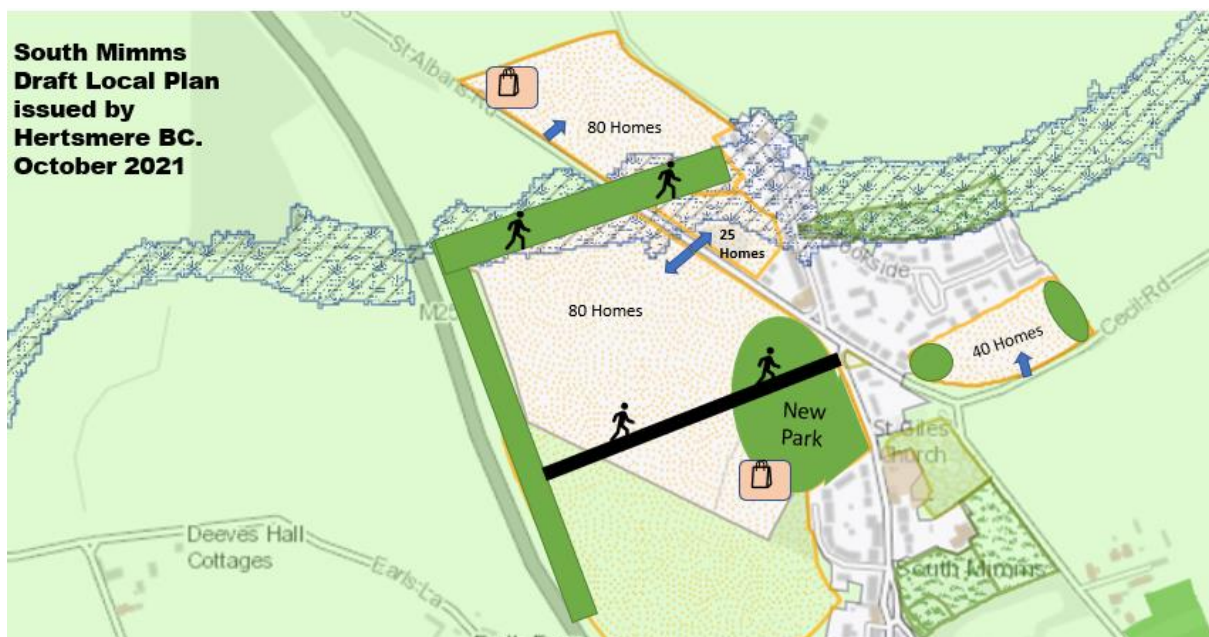 South Mimms
Draft Local Plan
issued by
Hertsmere BC.
October 2021
St Albans Rd
80 Homes
25
Homes
M25
80 Homes
Cecil Rd
40 Homes
New
Park
St Giles
Church
Deeves Hall
Cottages
Earls La
South Mimms